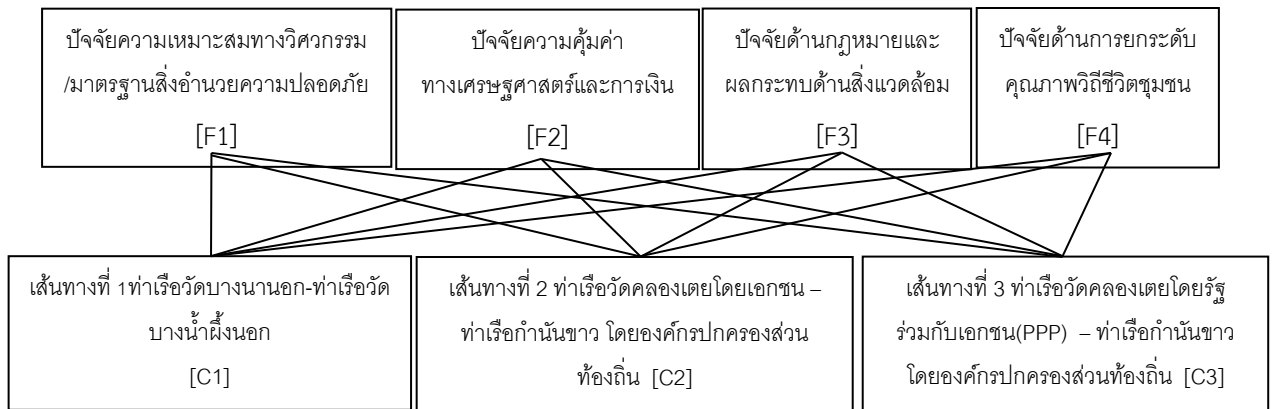 ปัจจัยความเหมาะสมทางวิศวกรรม
/มาตรฐานสิ่งอำนวยความปลอดภัย
[F1]
ปัจจัยความคุ้มค่า
ทางเศรษฐศาสตร์และการเงิน
[F2]
ปัจจัยด้านกฎหมายและ
ผลกระทบด้านสิ่งแวดล้อม
[F3]
ปัจจัยด้านการยกระดับ
คุณภาพวิถีชีวิตชุมชน
[F4]
เส้นทางที่ 1ท่าเรือวัดบางนานอก-ท่าเรือวัด
บางน้ำผึ้งนอก
[C1]
เส้นทางที่ 2 ท่าเรือวัดคลองเตยโดยเอกชน –
ท่าเรือกำนันขาว โดยองค์กรปกครองส่วน
ท้องถิ่น [C2]
เส้นทางที่ 3 ท่าเรือวัดคลองเตยโดยรัฐ
ร่วมกับเอกชน(PPP) – ท่าเรือกำนันขาว
โดยองค์กรปกครองส่วนท้องถิ่น [C3]